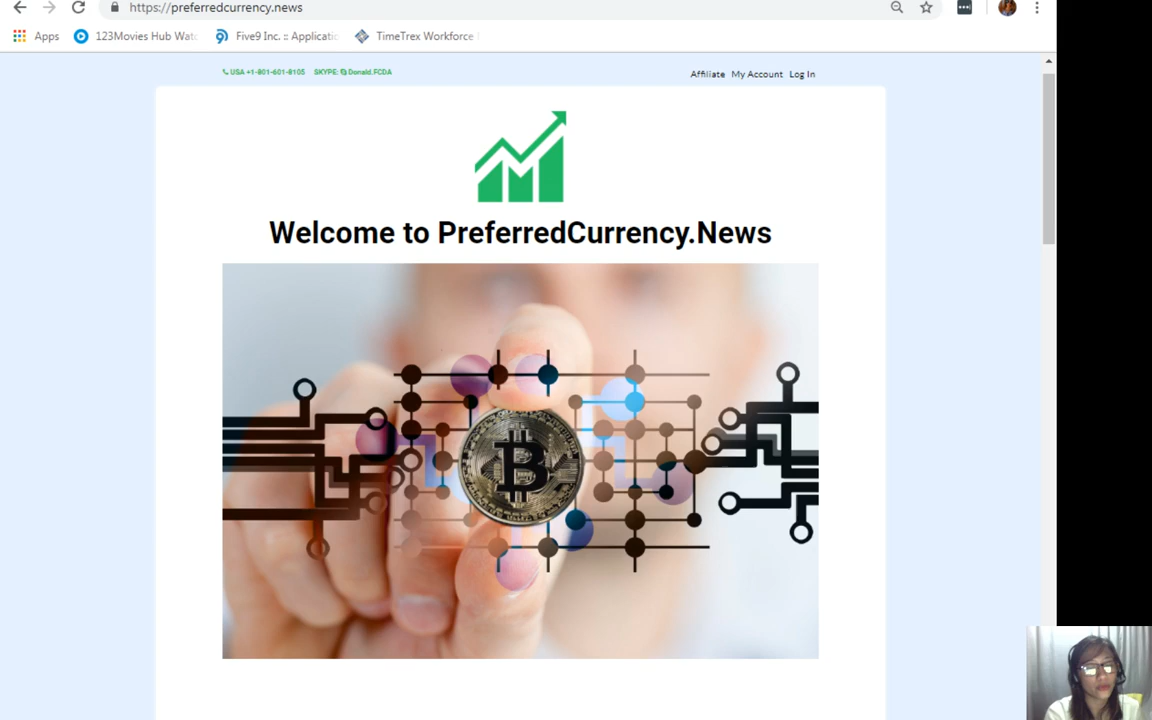 https://preferredcurrency.news
Apps 123Movies Hub Wat Five9 Inc. :: Applicati TimeTrex Workforce
USA +1-801-601-8105 SKYPE: Donald.FCDA
Affiliate My Account Log In
Welcome to PreferredCurrency.News